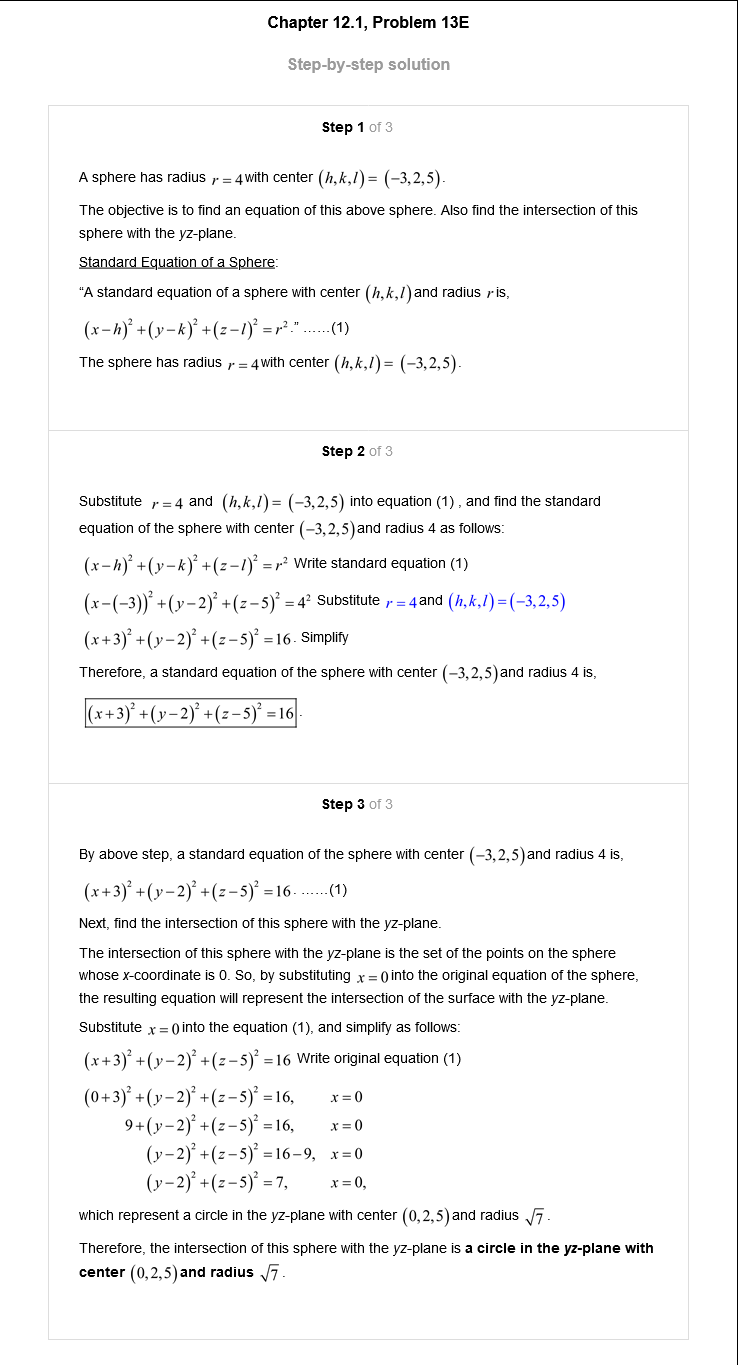 Chapter 12.1, Problem 13E
Step-by-step solution
Step 1 of 3
A sphere has radius r = 4 with center (h,k,l) = (−3,2,5).
The objective is to find an equation of this above sphere. Also find the intersection of this
sphere with the yz-plane.
Standard Equation of a Sphere:
“A standard equation of a sphere with center (h,k,l) and radius r is,
(x−h)² +(y−k)² +(z−l)² = r².” ……(1)
The sphere has radius r = 4 with center (h,k,l) = (−3,2,5).
Step 2 of 3
Substitute r = 4 and (h,k,l) = (−3,2,5) into equation (1) , and find the standard
equation of the sphere with center (−3,2,5) and radius 4 as follows:
(x−h)² +(y−k)² +(z−l)² = r² Write standard equation (1)
(x−(−3))² +(y−2)² +(z−5)² = 4² Substitute r = 4 and (h,k,l) = (−3,2,5)
(x+3)² +(y−2)² +(z−5)² = 16. Simplify
Therefore, a standard equation of the sphere with center (−3,2,5) and radius 4 is,
(x+3)² +(y−2)² +(z−5)² = 16.
Step 3 of 3
By above step, a standard equation of the sphere with center (−3,2,5) and radius 4 is,
(x+3)² +(y−2)² +(z−5)² = 16. ……(1)
Next, find the intersection of this sphere with the yz-plane.
The intersection of this sphere with the yz-plane is the set of the points on the sphere
whose x-coordinate is 0. So, by substituting x = 0 into the original equation of the sphere,
the resulting equation will represent the intersection of the surface with the yz-plane.
Substitute x = 0 into the equation (1), and simplify as follows:
(x+3)² +(y−2)² +(z−5)² = 16 Write original equation (1)
(0+3)² +(y−2)² +(z−5)² = 16, x = 0
9+(y−2)² +(z−5)² = 16, x = 0
(y−2)² +(z−5)² = 16−9, x = 0
(y−2)² +(z−5)² = 7, x = 0,
which represent a circle in the yz-plane with center (0,2,5) and radius √7.
Therefore, the intersection of this sphere with the yz-plane is a circle in the yz-plane with
center (0,2,5) and radius √7.